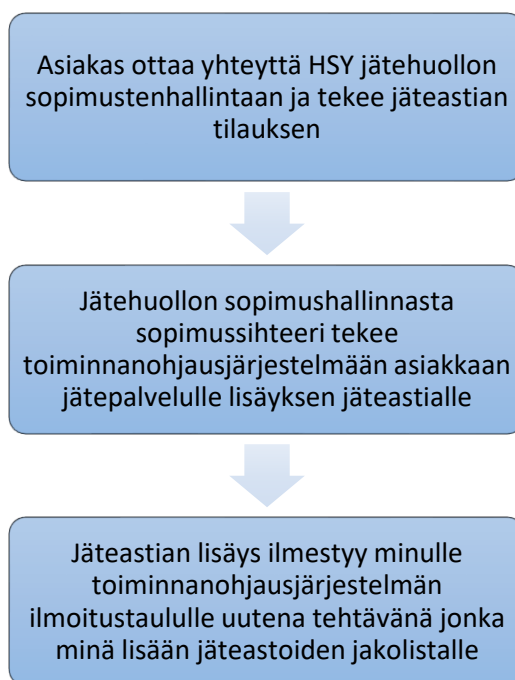 Asiakas ottaa yhteyttä HSY jätehuollon
sopimustenhallintaan ja tekee jäteastian
tilauksen
Jätehuollon sopimushallinnasta
sopimussihteeri tekee
toiminnanohjausjärjestelmään asiakkaan
jätepalvelulle lisäyksen jäteastialle
Jäteastian lisäys ilmestyy minulle
toiminnanohjausjärjestelmän
ilmoitustaululle uutena tehtävänä jonka
minä lisään jäteastoiden jakolistalle